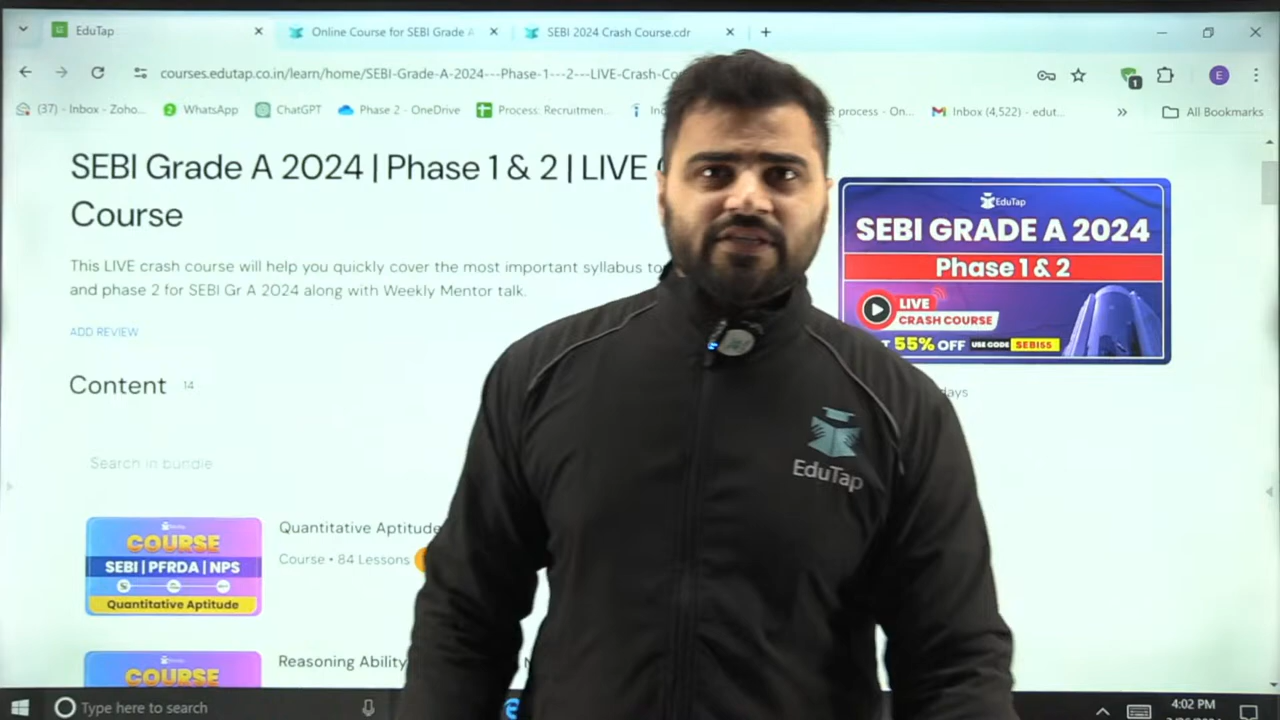 EduTap
Online Course for SEBI Grade A
SEBI 2024 Crash Course.cdr
courses.edutap.co.in/learn/home/SEBI-Grade-A-2024---Phase-1---2---LIVE-Crash-Co
1
E
(37) - Inbox - Zoho...
WhatsApp
ChatGPT
Phase 2 - OneDrive
Process: Recruitmen...
process - On...
Inbox (4,522) - edut...
All Bookmarks
SEBI Grade A 2024 | Phase 1 & 2 | LIVE
Course
This LIVE crash course will help you quickly cover the most important syllabus to
and phase 2 for SEBI Gr A 2024 along with Weekly Mentor talk.
ADD REVIEW
Content 14
Search in bundle
EduTap
SEBI GRADE A 2024
Phase 1 & 2
LIVE
CRASH COURSE
55% OFF USE CODE SEBI55
days
EduTap
COURSE
SEBI | PFRDA | NPS
Quantitative Aptitude
Quantitative Aptitude
Course • 84 Lessons
COURSE
Reasoning Ability
Type here to search
4:02 PM